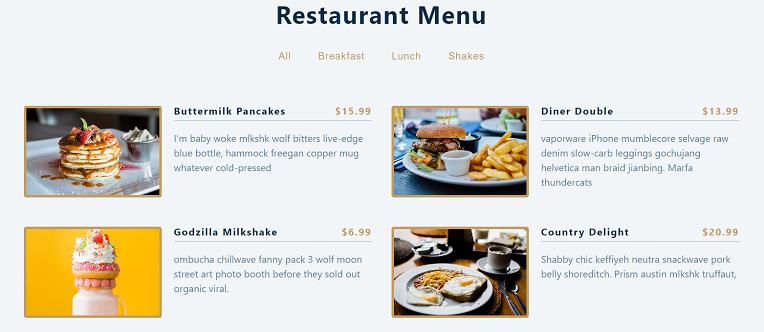 Restaurant Menu
All Breakfast Lunch Shakes
Buttermilk Pancakes $15.99
I'm baby woke mlkshk wolf bitters live-edge
blue bottle, hammock freegan copper mug
whatever cold-pressed
Diner Double $13.99
vaporware iPhone mumblecore selvage raw
denim slow-carb leggings gochujang
helvetica man braid jianbing. Marfa
thundercats
Godzilla Milkshake $6.99
ombucha chillwave fanny pack 3 wolf moon
street art photo booth before they sold out
organic viral.
Country Delight $20.99
Shabby chic keffiyeh neutra snackwave pork
belly shoreditch. Prism austin mlkshk truffaut,